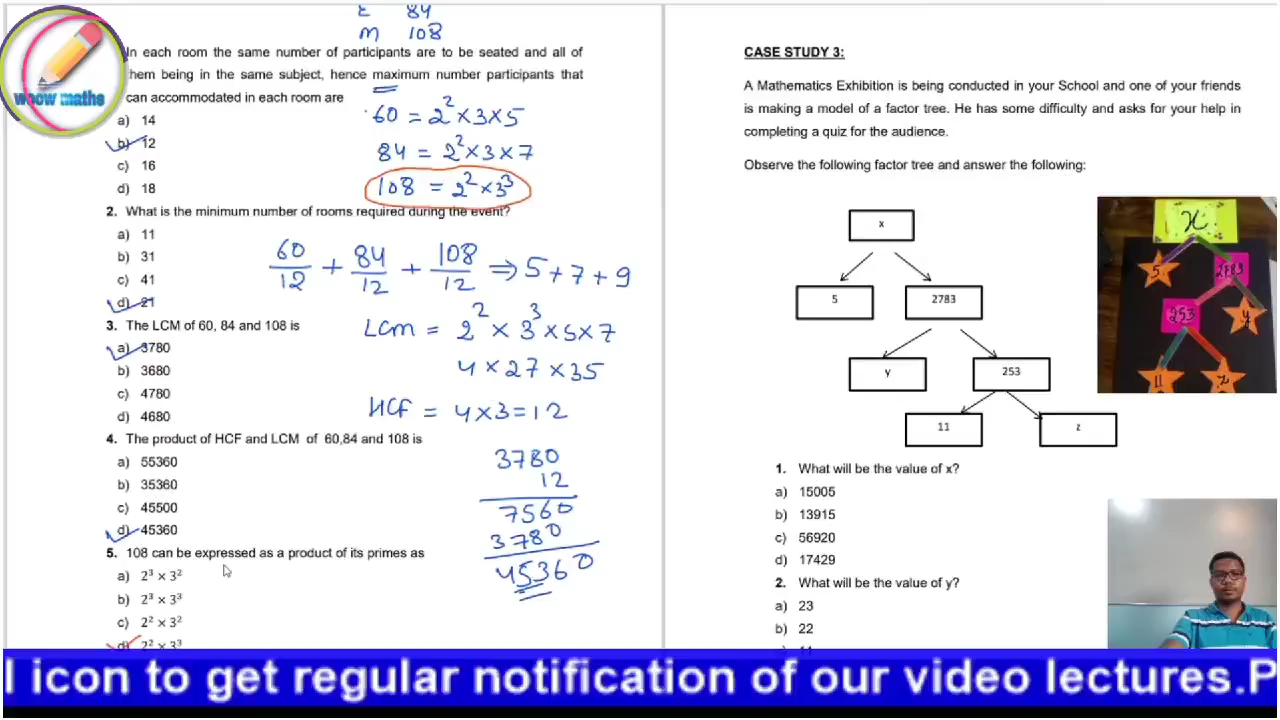 E 84
M 108
In each room the same number of participants are to be seated and all of
them being in the same subject, hence maximum number participants that
can accommodated in each room are
a) 14
b) 12
c) 16
d) 18
60 = 2² × 3 × 5
84 = 2² × 3 × 7
108 = 2² × 3³
2. What is the minimum number of rooms required during the event?
a) 11
b) 31
c) 41
d) 21
60/12 + 84/12 + 108/12 ⇒ 5 + 7 + 9
3. The LCM of 60, 84 and 108 is
a) 3780
b) 3680
c) 4780
d) 4680
LCM = 2² × 3³ × 5 × 7
4 × 27 × 35
HCF = 4 × 3 = 12
4. The product of HCF and LCM of 60,84 and 108 is
a) 55360
b) 35360
c) 45500
d) 45360
3780
12
7560
3780
45360
5. 108 can be expressed as a product of its primes as
a) 2³ × 3²
b) 2³ × 3³
c) 2² × 3²
d) 2² × 3³
whow maths
CASE STUDY 3:
A Mathematics Exhibition is being conducted in your School and one of your friends
is making a model of a factor tree. He has some difficulty and asks for your help in
completing a quiz for the audience.
Observe the following factor tree and answer the following:
x
5 2783
y 253
11 z
x
5 2783
253 y
11 z
1. What will be the value of x?
a) 15005
b) 13915
c) 56920
d) 17429
2. What will be the value of y?
a) 23
b) 22
I icon to get regular notification of our video lectures.P